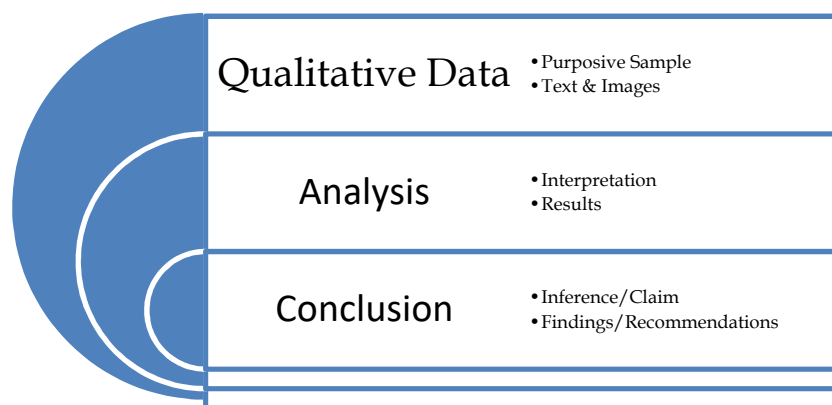 Qualitative Data
• Purposive Sample
• Text & Images
Analysis
• Interpretation
• Results
Conclusion
• Inference/Claim
• Findings/Recommendations